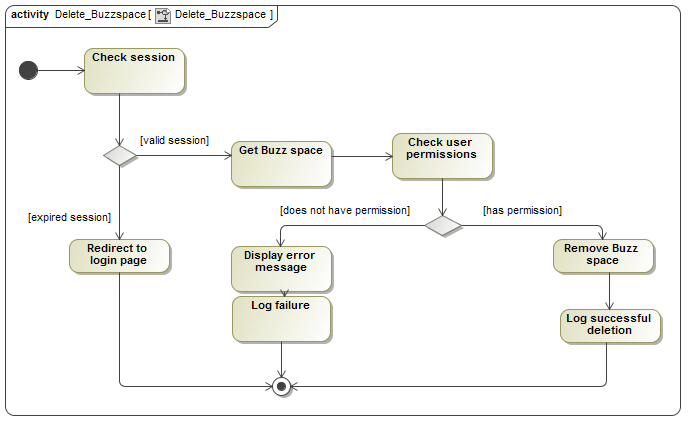 activity Delete_Buzzspace [ Delete_Buzzspace ]
Check session
[valid session]
Get Buzz space
Check user
permissions
[expired session]
[does not have permission]
[has permission]
Redirect to
login page
Display error
message
Remove Buzz
space
Log failure
Log successful
deletion